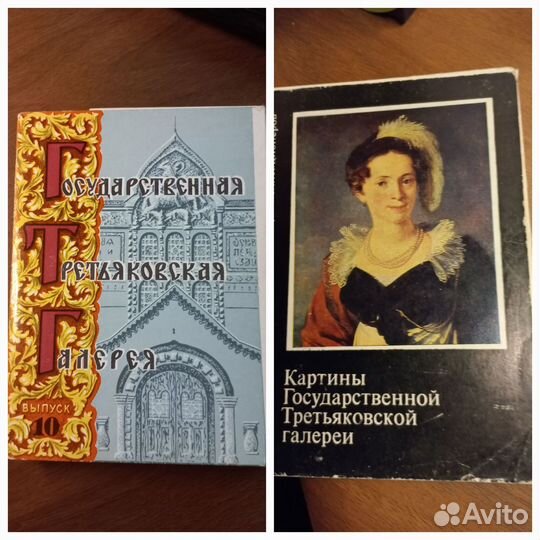 Государственная
Третьяковская
Галерея
ВЫПУСК
10
Картины
Государственной
Третьяковской
галереи
Avito